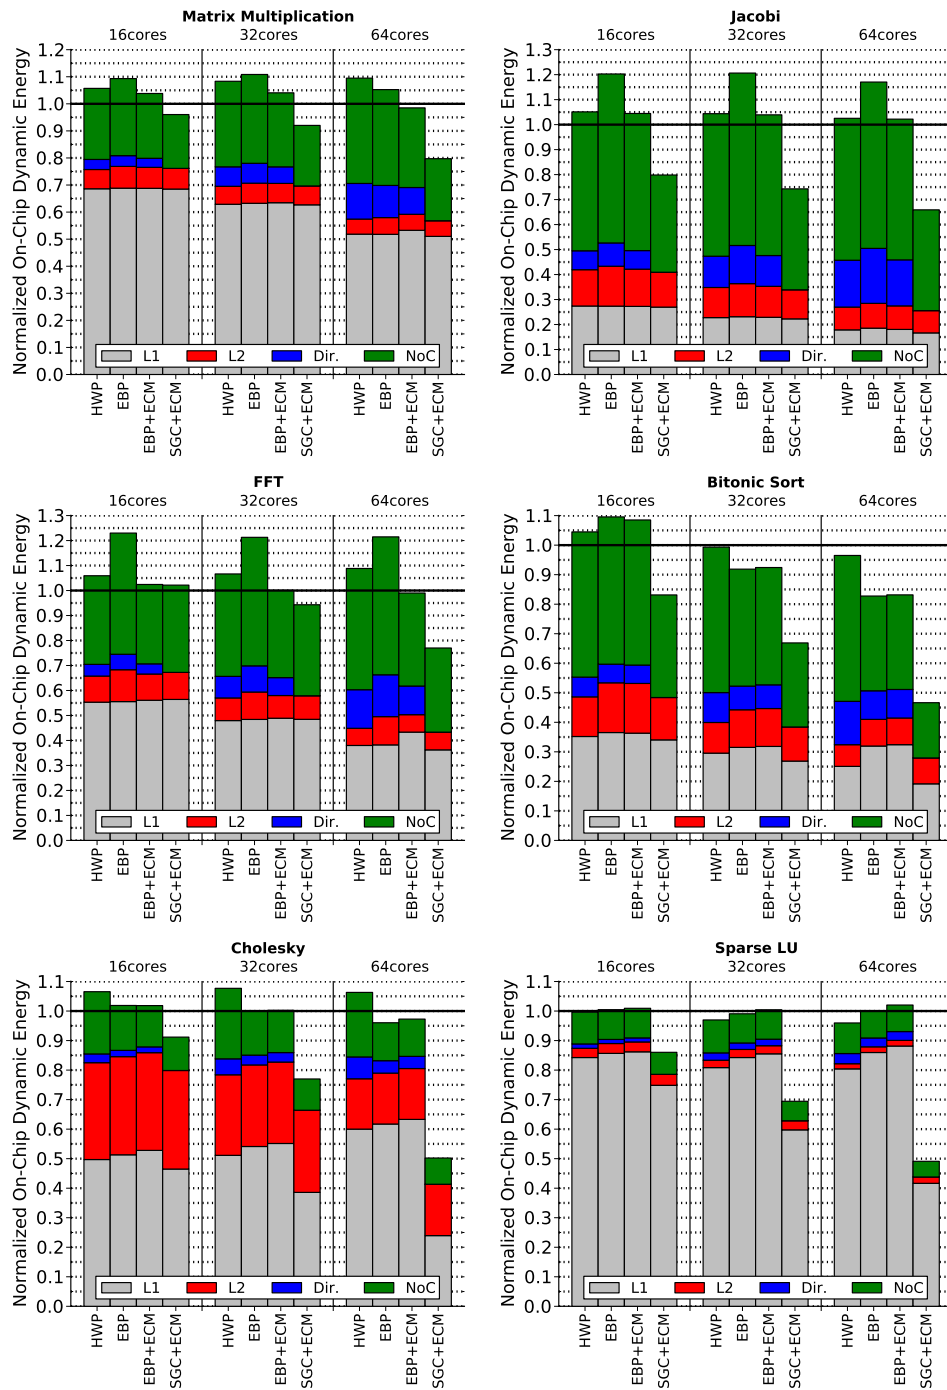 Matrix Multiplication
16cores 32cores 64cores
Normalized On-Chip Dynamic Energy
1.2
1.1
1.0
0.9
0.8
0.7
0.6
0.5
0.4
0.3
0.2
0.1
0.0
L1 L2 Dir. NoC
HWP EBP EBP+ECM SGC+ECM HWP EBP EBP+ECM SGC+ECM HWP EBP EBP+ECM SGC+ECM
Jacobi
16cores 32cores 64cores
Normalized On-Chip Dynamic Energy
1.3
1.2
1.1
1.0
0.9
0.8
0.7
0.6
0.5
0.4
0.3
0.2
0.1
0.0
L1 L2 Dir. NoC
HWP EBP EBP+ECM SGC+ECM HWP EBP EBP+ECM SGC+ECM HWP EBP EBP+ECM SGC+ECM
FFT
16cores 32cores 64cores
Normalized On-Chip Dynamic Energy
1.3
1.2
1.1
1.0
0.9
0.8
0.7
0.6
0.5
0.4
0.3
0.2
0.1
0.0
L1 L2 Dir. NoC
HWP EBP EBP+ECM SGC+ECM HWP EBP EBP+ECM SGC+ECM HWP EBP EBP+ECM SGC+ECM
Bitonic Sort
16cores 32cores 64cores
Normalized On-Chip Dynamic Energy
1.1
1.0
0.9
0.8
0.7
0.6
0.5
0.4
0.3
0.2
0.1
0.0
L1 L2 Dir. NoC
HWP EBP EBP+ECM SGC+ECM HWP EBP EBP+ECM SGC+ECM HWP EBP EBP+ECM SGC+ECM
Cholesky
16cores 32cores 64cores
Normalized On-Chip Dynamic Energy
1.1
1.0
0.9
0.8
0.7
0.6
0.5
0.4
0.3
0.2
0.1
0.0
L1 L2 Dir. NoC
HWP EBP EBP+ECM SGC+ECM HWP EBP EBP+ECM SGC+ECM HWP EBP EBP+ECM SGC+ECM
Sparse LU
16cores 32cores 64cores
Normalized On-Chip Dynamic Energy
1.1
1.0
0.9
0.8
0.7
0.6
0.5
0.4
0.3
0.2
0.1
0.0
L1 L2 Dir. NoC
HWP EBP EBP+ECM SGC+ECM HWP EBP EBP+ECM SGC+ECM HWP EBP EBP+ECM SGC+ECM